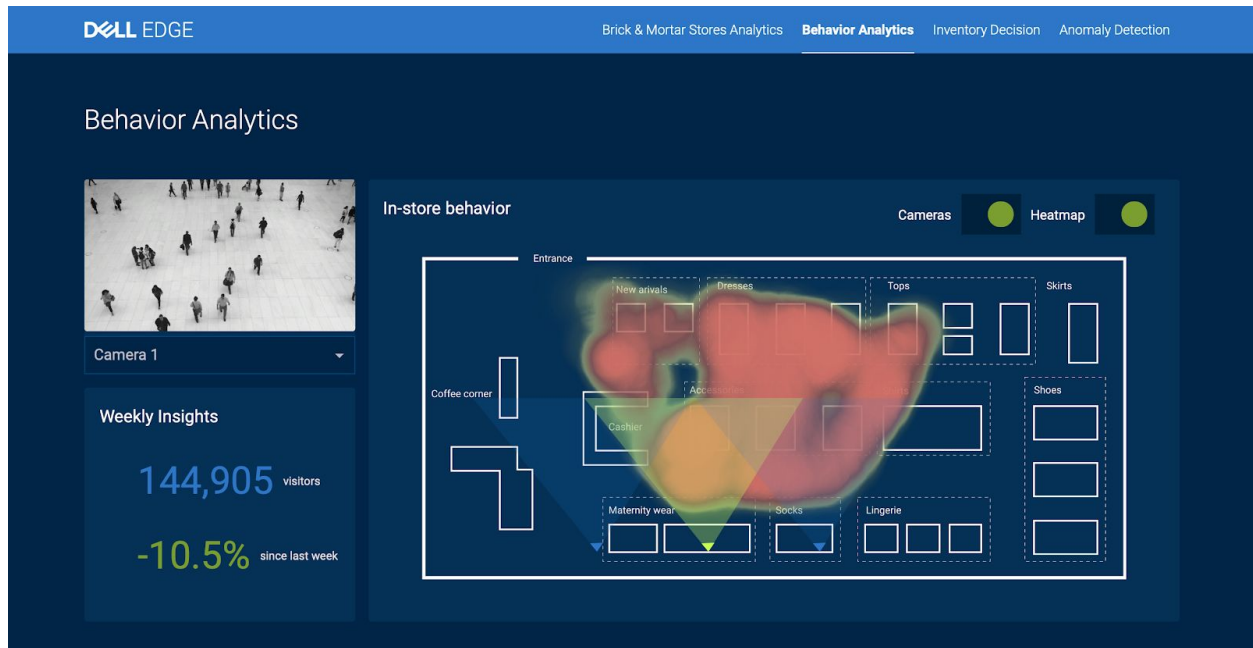 DELL EDGE
Brick & Mortar Stores Analytics
Behavior Analytics
Inventory Decision
Anomaly Detection
Behavior Analytics
Camera 1
Weekly Insights
144,905 visitors
-10.5% since last week
In-store behavior
Cameras
Heatmap
Entrance
New arivals
Dresses
Tops
Skirts
Coffee corner
Cashier
Accessories
Shoes
Maternity wear
Socks
Lingerie